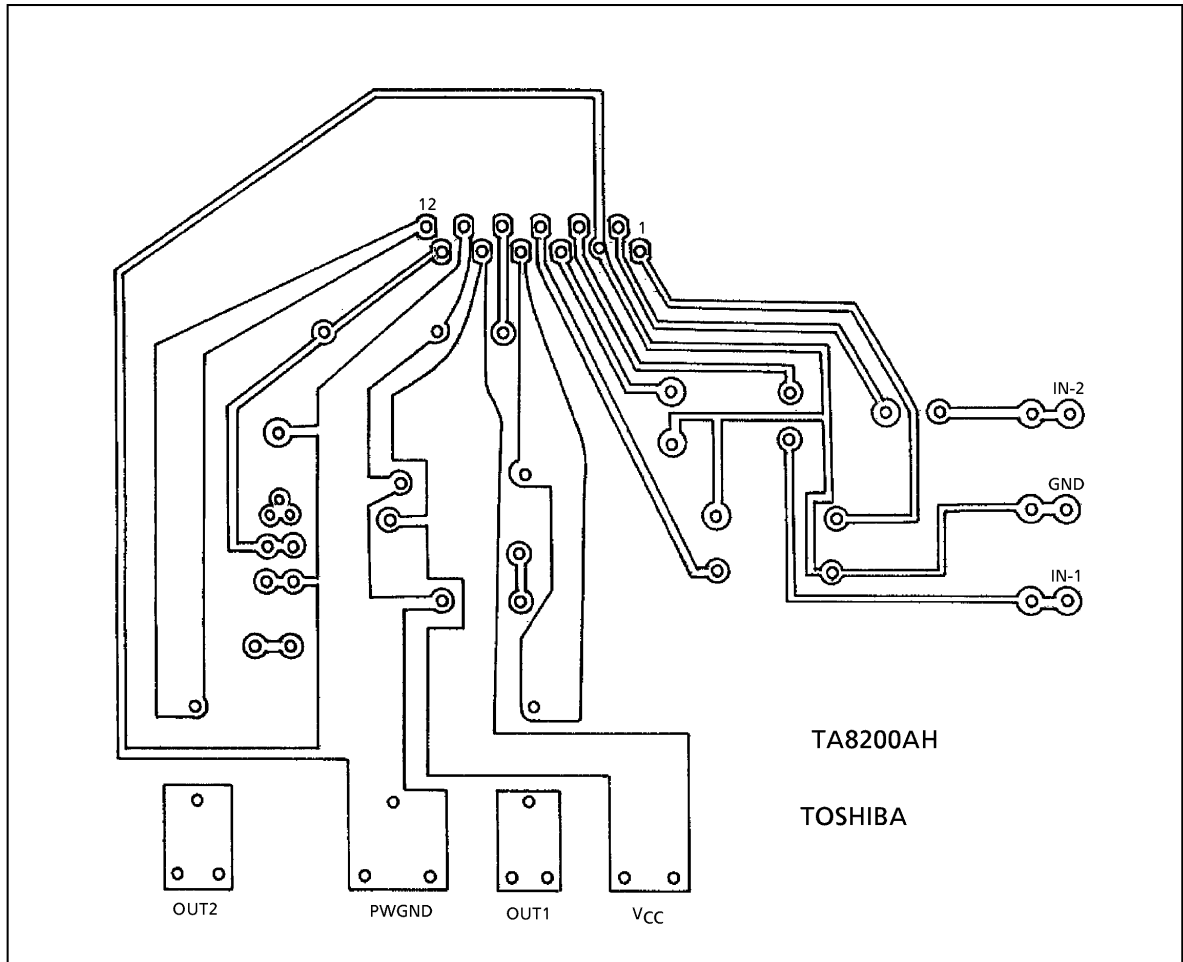 12
1
IN-2
GND
IN-1
TA8200AH
TOSHIBA
OUT2
PWGND
OUT1
VCC